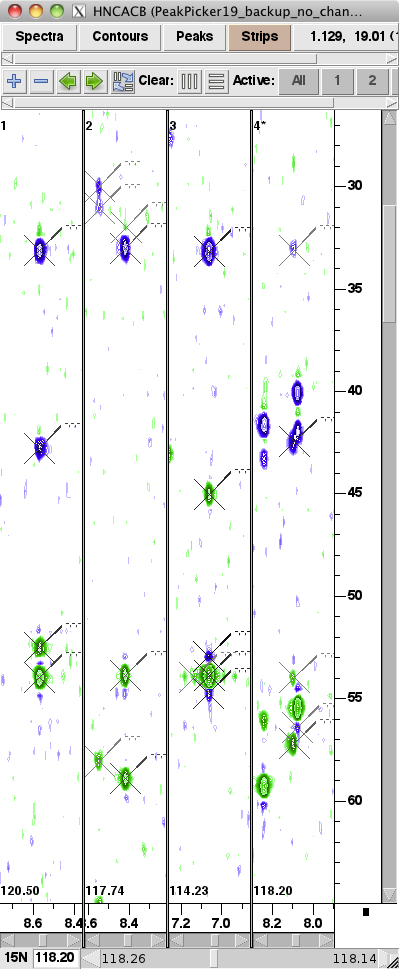 HNCACB (PeakPicker19_backup_no_chan...
Spectra Contours Peaks Strips 1.129, 19.01 (
Clear: Active: All 1 2
1 2 3 4*
30
35
40
45
50
55
60
120.50 117.74 114.23 118.20
8.6 8.4 .6 8.4 7.2 7.0 8.2 8.0
15N 118.20 118.26 118.14